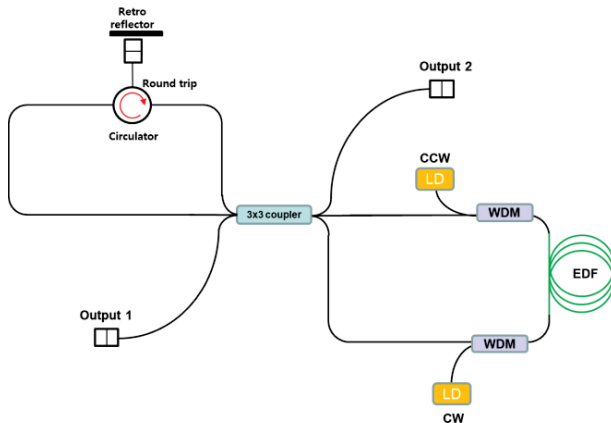 Retro
reflector
Round trip
Circulator
Output 2
CCW
LD
WDM
3x3 coupler
EDF
Output 1
WDM
LD
CW